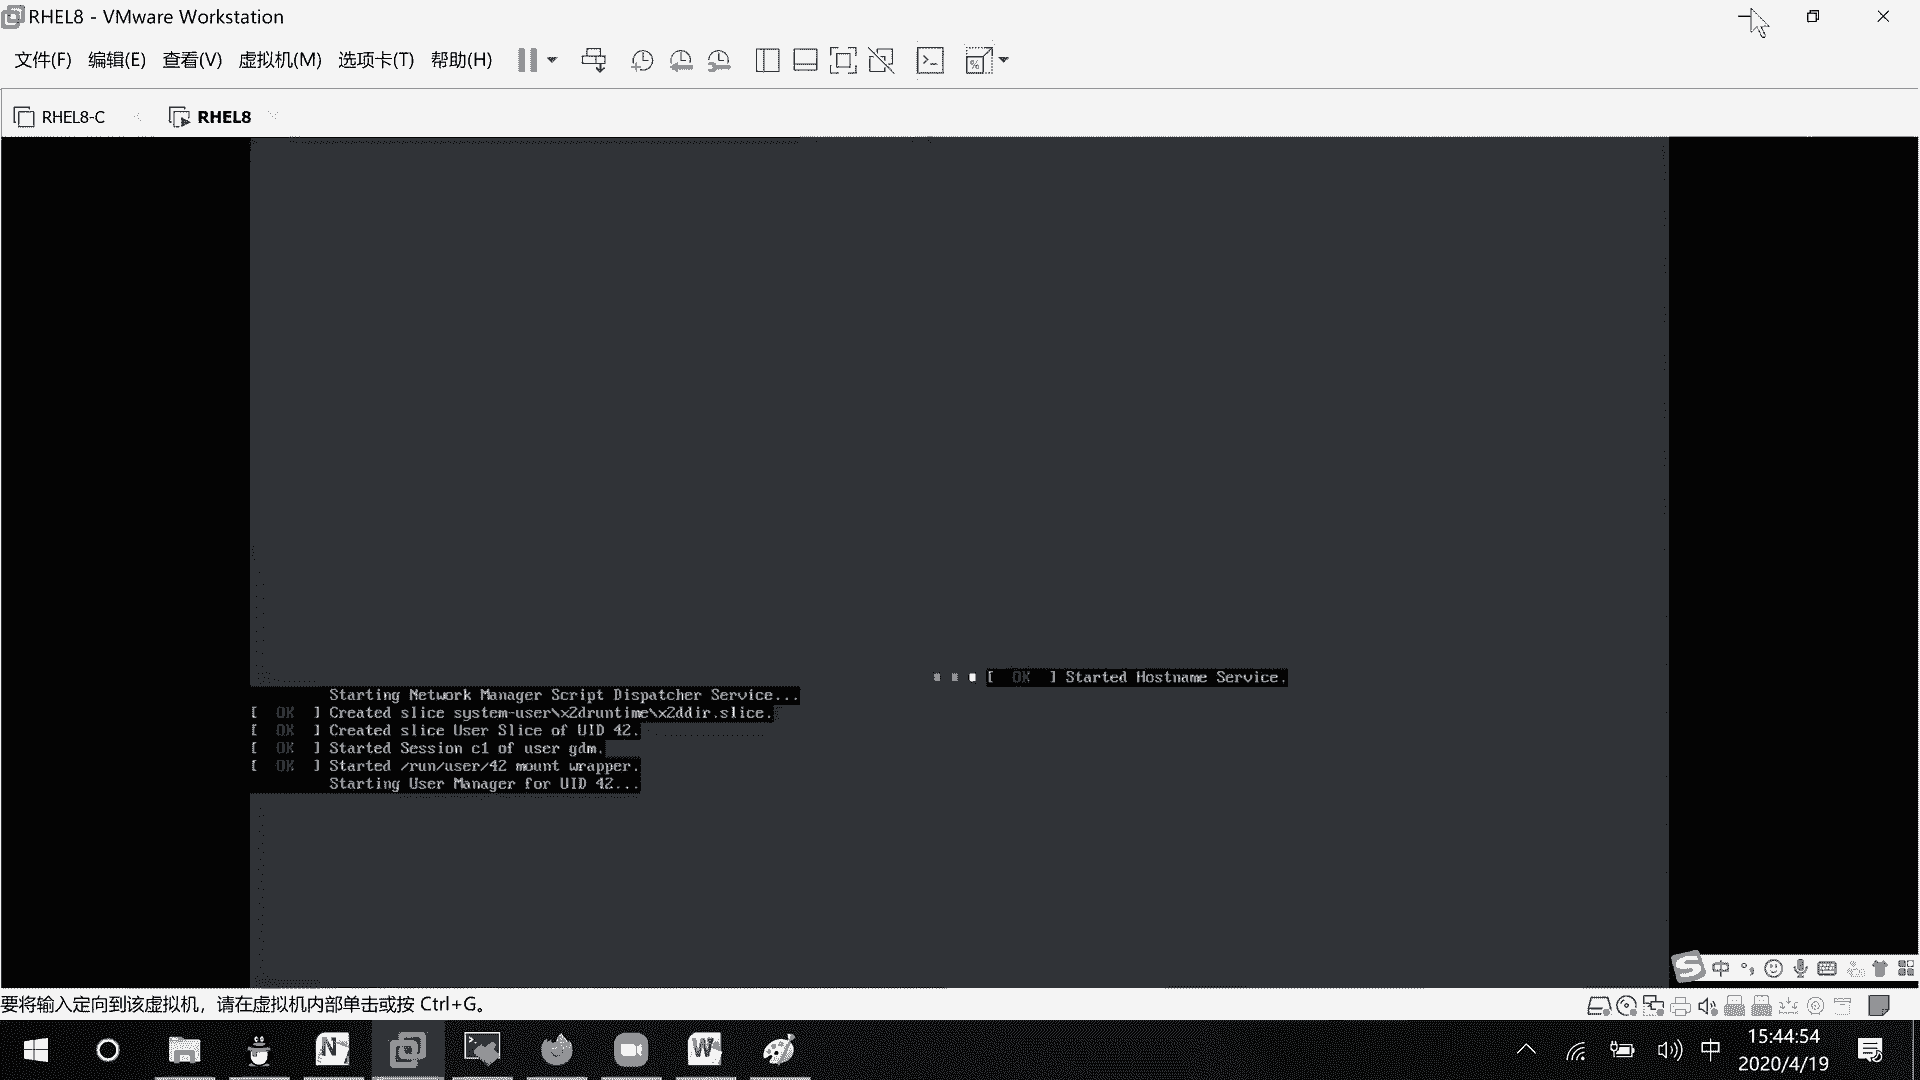 RHEL8 - VMware Workstation
文件(F) 编辑(E) 查看(V) 虚拟机(M) 选项卡(T) 帮助(H)
RHEL8-C RHEL8
[ OK ] Started Hostname Service.
Starting Network Manager Script Dispatcher Service...
[ OK ] Created slice system-user\x2druntime\x2ddir.slice.
[ OK ] Created slice User Slice of UID 42.
[ OK ] Started Session c1 of user gdm.
[ OK ] Started /run/user/42 mount wrapper.
Starting User Manager for UID 42...
中
要将输入定向到该虚拟机，请在虚拟机内部单击或按 Ctrl+G。
中
15:44:54
2020/4/19